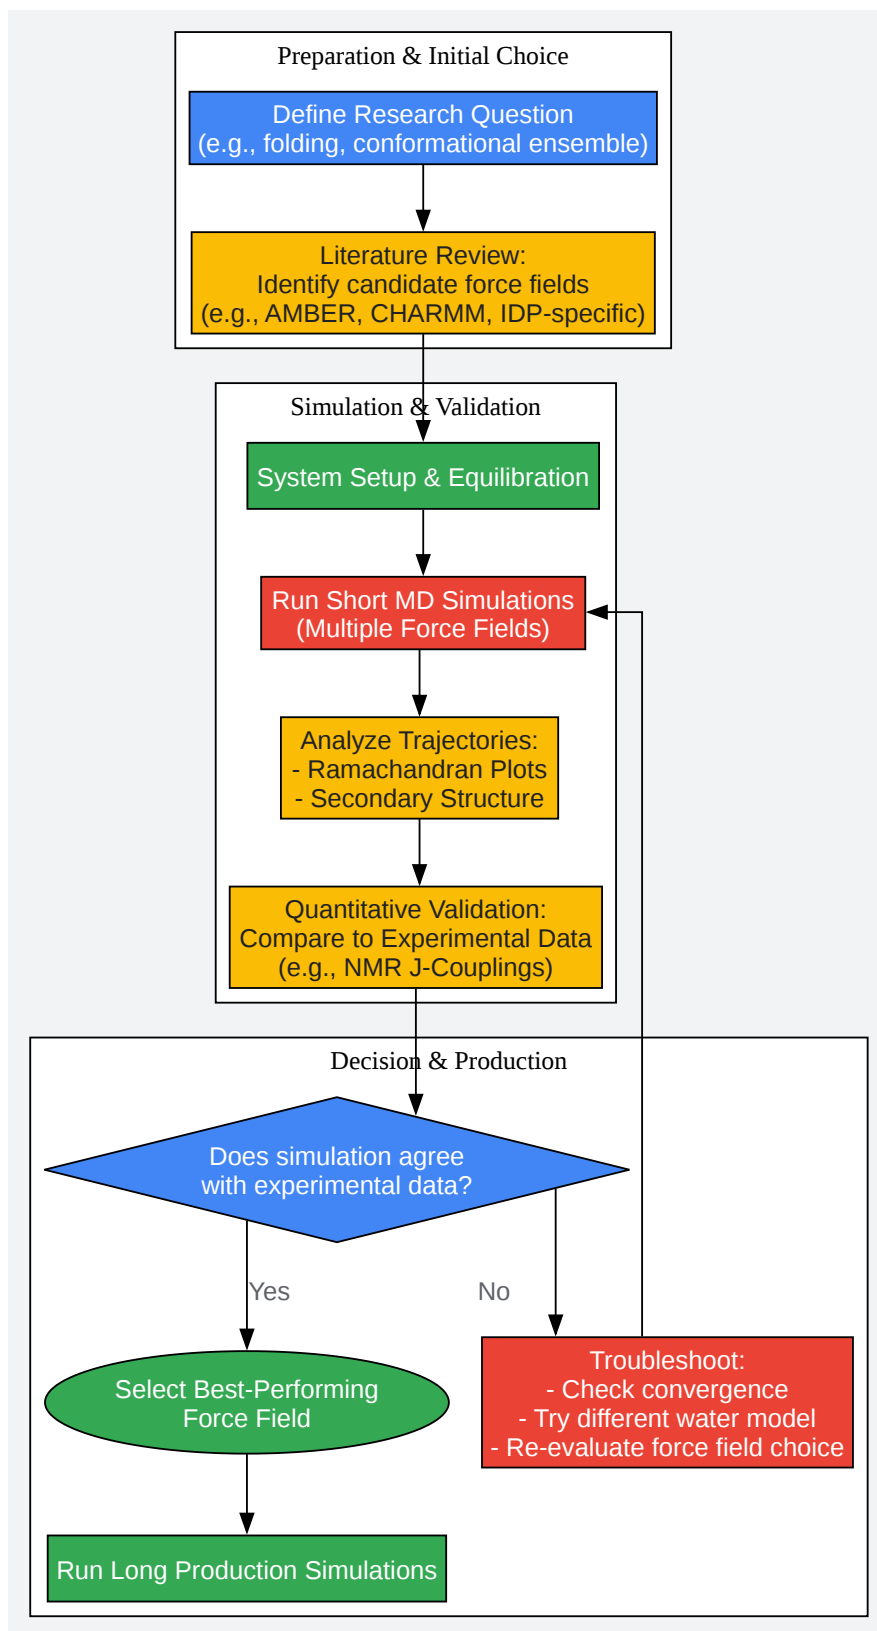 Preparation & Initial Choice
Define Research Question
(e.g., folding, conformational ensemble)
Literature Review:
Identify candidate force fields
(e.g., AMBER, CHARMM, IDP-specific)
Simulation & Validation
System Setup & Equilibration
Run Short MD Simulations
(Multiple Force Fields)
Analyze Trajectories:
- Ramachandran Plots
- Secondary Structure
Quantitative Validation:
Compare to Experimental Data
(e.g., NMR J-Couplings)
Decision & Production
Does simulation agree
with experimental data?
Yes
No
Select Best-Performing
Force Field
Troubleshoot:
- Check convergence
- Try different water model
- Re-evaluate force field choice
Run Long Production Simulations